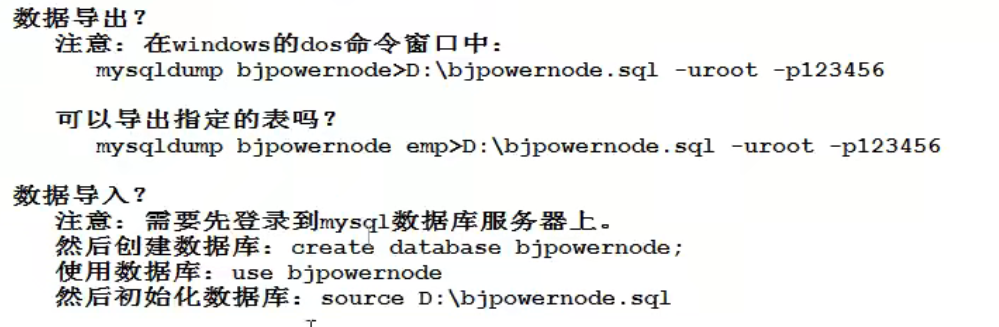 数据导出？
注意：在windows的dos命令窗口中：
mysqldump bjpowernode>D:\bjpowernode.sql -uroot -p123456
可以导出指定的表吗？
mysqldump bjpowernode emp>D:\bjpowernode.sql -uroot -p123456
数据导入？
注意：需要先登录到mysql数据库服务器上。
然后创建数据库：create database bjpowernode;
使用数据库：use bjpowernode
然后初始化数据库：source D:\bjpowernode.sql